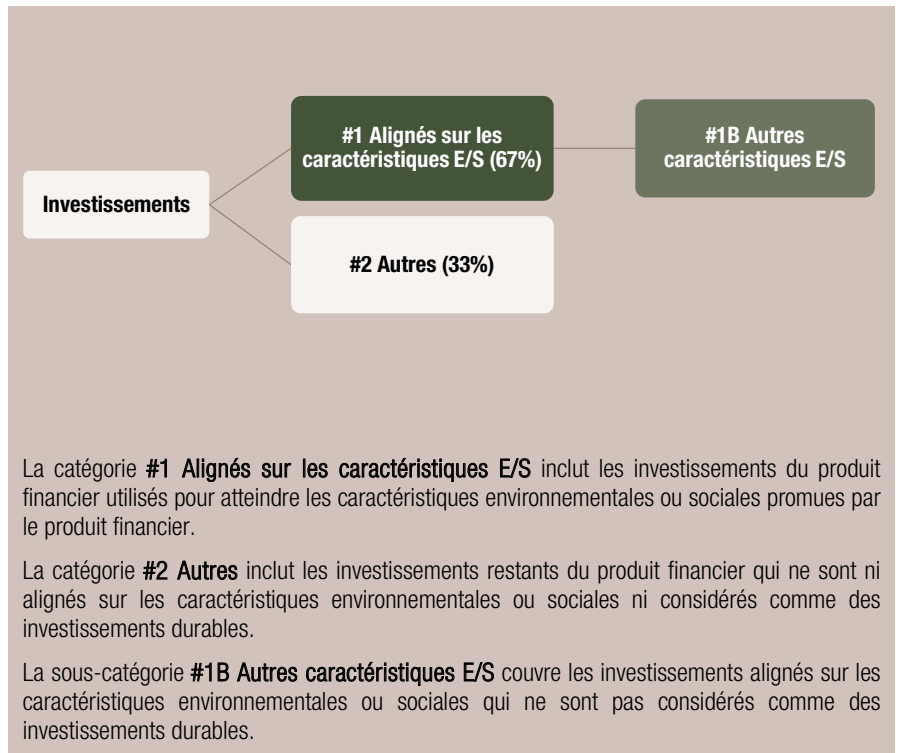 #1 Alignés sur les
caractéristiques E/S (67%)
#1B Autres
caractéristiques E/S
Investissements
#2 Autres (33%)
La catégorie #1 Alignés sur les caractéristiques E/S inclut les investissements du produit
financier utilisés pour atteindre les caractéristiques environnementales ou sociales promues par
le produit financier.
La catégorie #2 Autres inclut les investissements restants du produit financier qui ne sont ni
alignés sur les caractéristiques environnementales ou sociales ni considérés comme des
investissements durables.
La sous-catégorie #1B Autres caractéristiques E/S couvre les investissements alignés sur les
caractéristiques environnementales ou sociales qui ne sont pas considérés comme des
investissements durables.